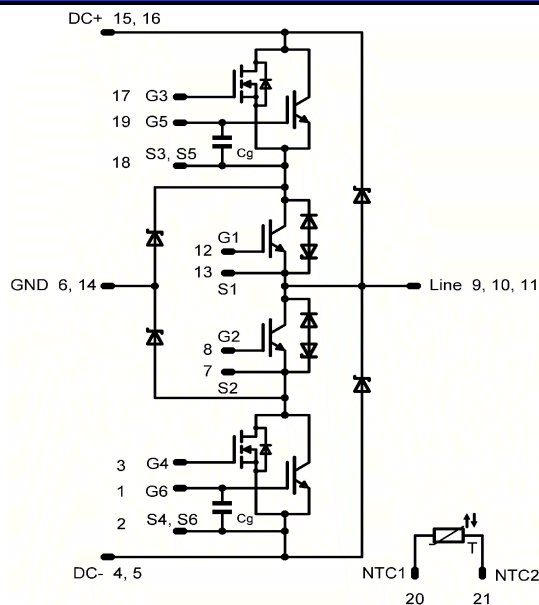 DC+ 15, 16
17 G3
19 G5
18 S3, S5
Cg
G1
12
13
S1
GND 6, 14
Line 9, 10, 11
G2
8
7
S2
3 G4
1 G6
2 S4, S6
Cg
DC- 4, 5
T
NTC1
NTC2
20
21